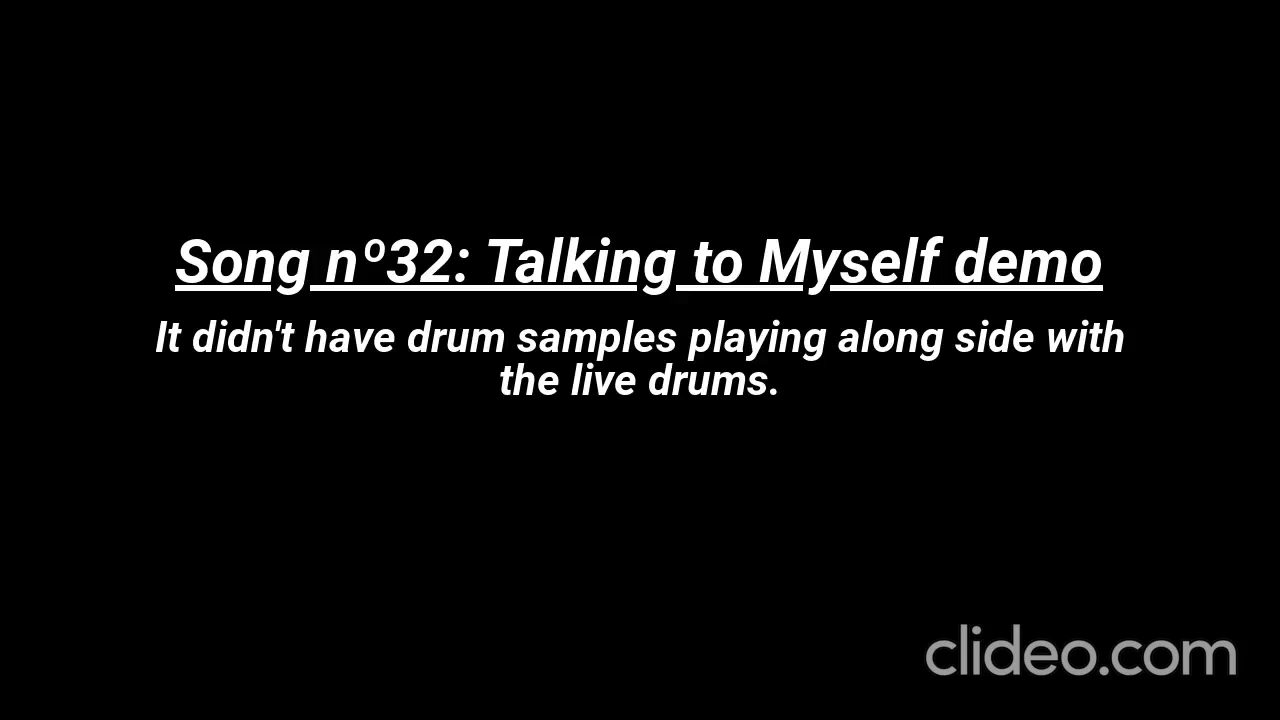 Song nº32: Talking to Myself demo
It didn't have drum samples playing along side with
the live drums.
clideo.com